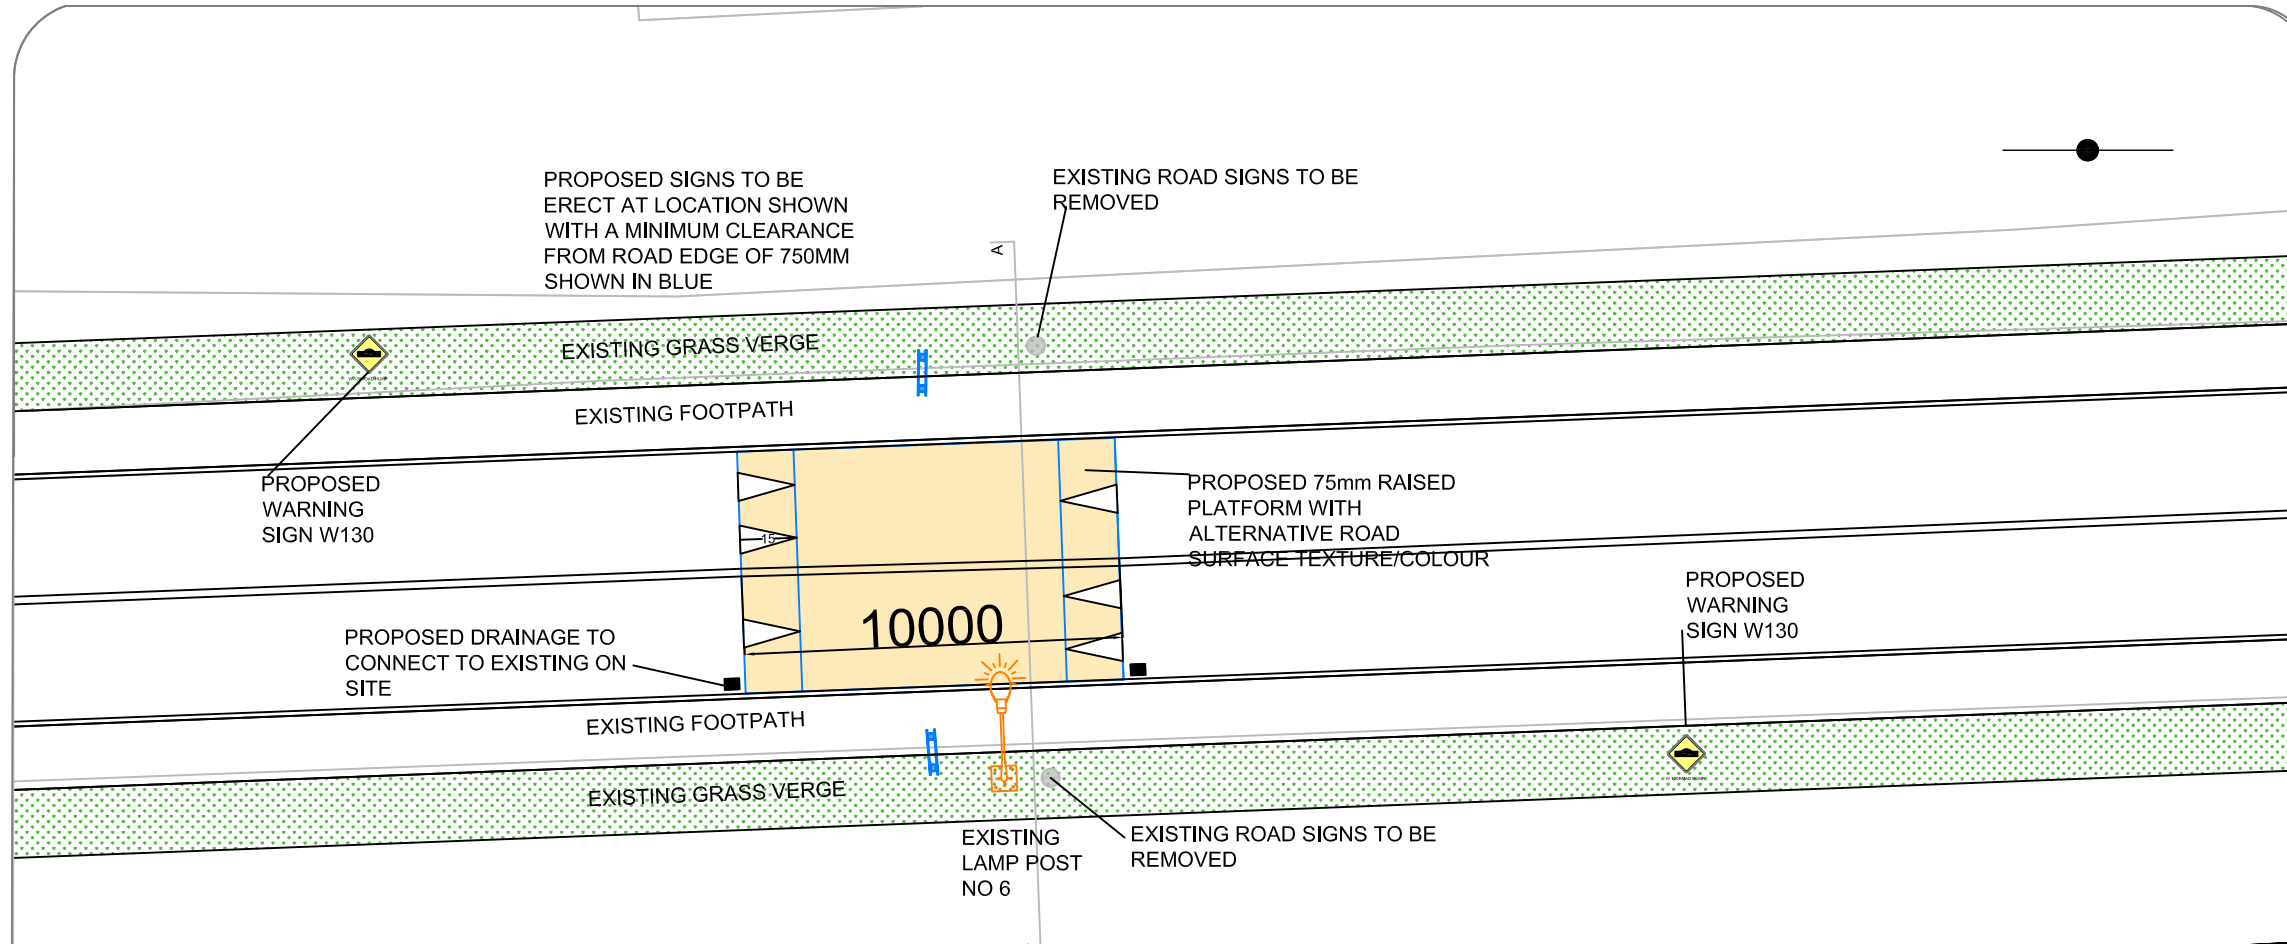 PROPOSED SIGNS TO BE
ERECT AT LOCATION SHOWN
WITH A MINIMUM CLEARANCE
FROM ROAD EDGE OF 750MM
SHOWN IN BLUE
EXISTING ROAD SIGNS TO BE
REMOVED
A
EXISTING GRASS VERGE
EXISTING FOOTPATH
PROPOSED
WARNING
SIGN W130
15
PROPOSED 75mm RAISED
PLATFORM WITH
ALTERNATIVE ROAD
SURFACE TEXTURE/COLOUR
10000
PROPOSED
WARNING
SIGN W130
PROPOSED DRAINAGE TO
CONNECT TO EXISTING ON
SITE
EXISTING FOOTPATH
EXISTING GRASS VERGE
EXISTING
LAMP POST
NO 6
EXISTING ROAD SIGNS TO BE
REMOVED